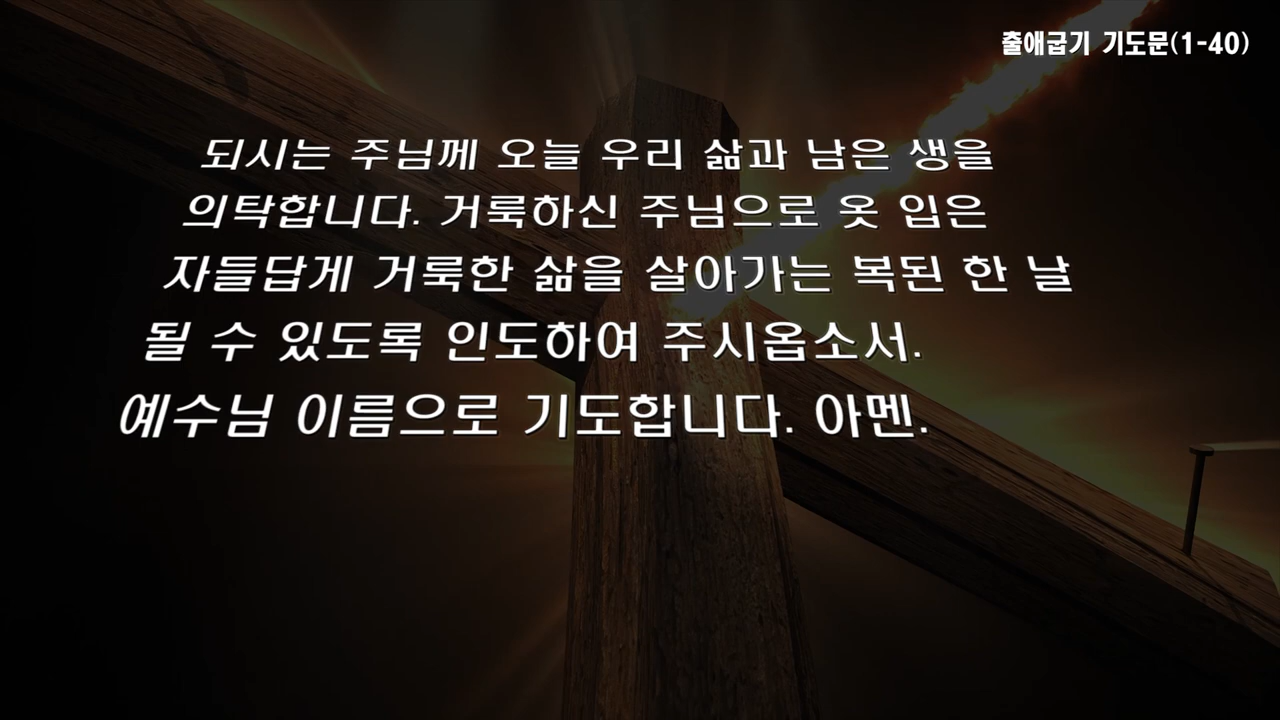 출애굽기 기도문(1-40)
되시는 주님께 오늘 우리 삶과 남은 생을
의탁합니다. 거룩하신 주님으로 옷 입은
자들답게 거룩한 삶을 살아가는 복된 한 날
될 수 있도록 인도하여 주시옵소서.
예수님 이름으로 기도합니다. 아멘.